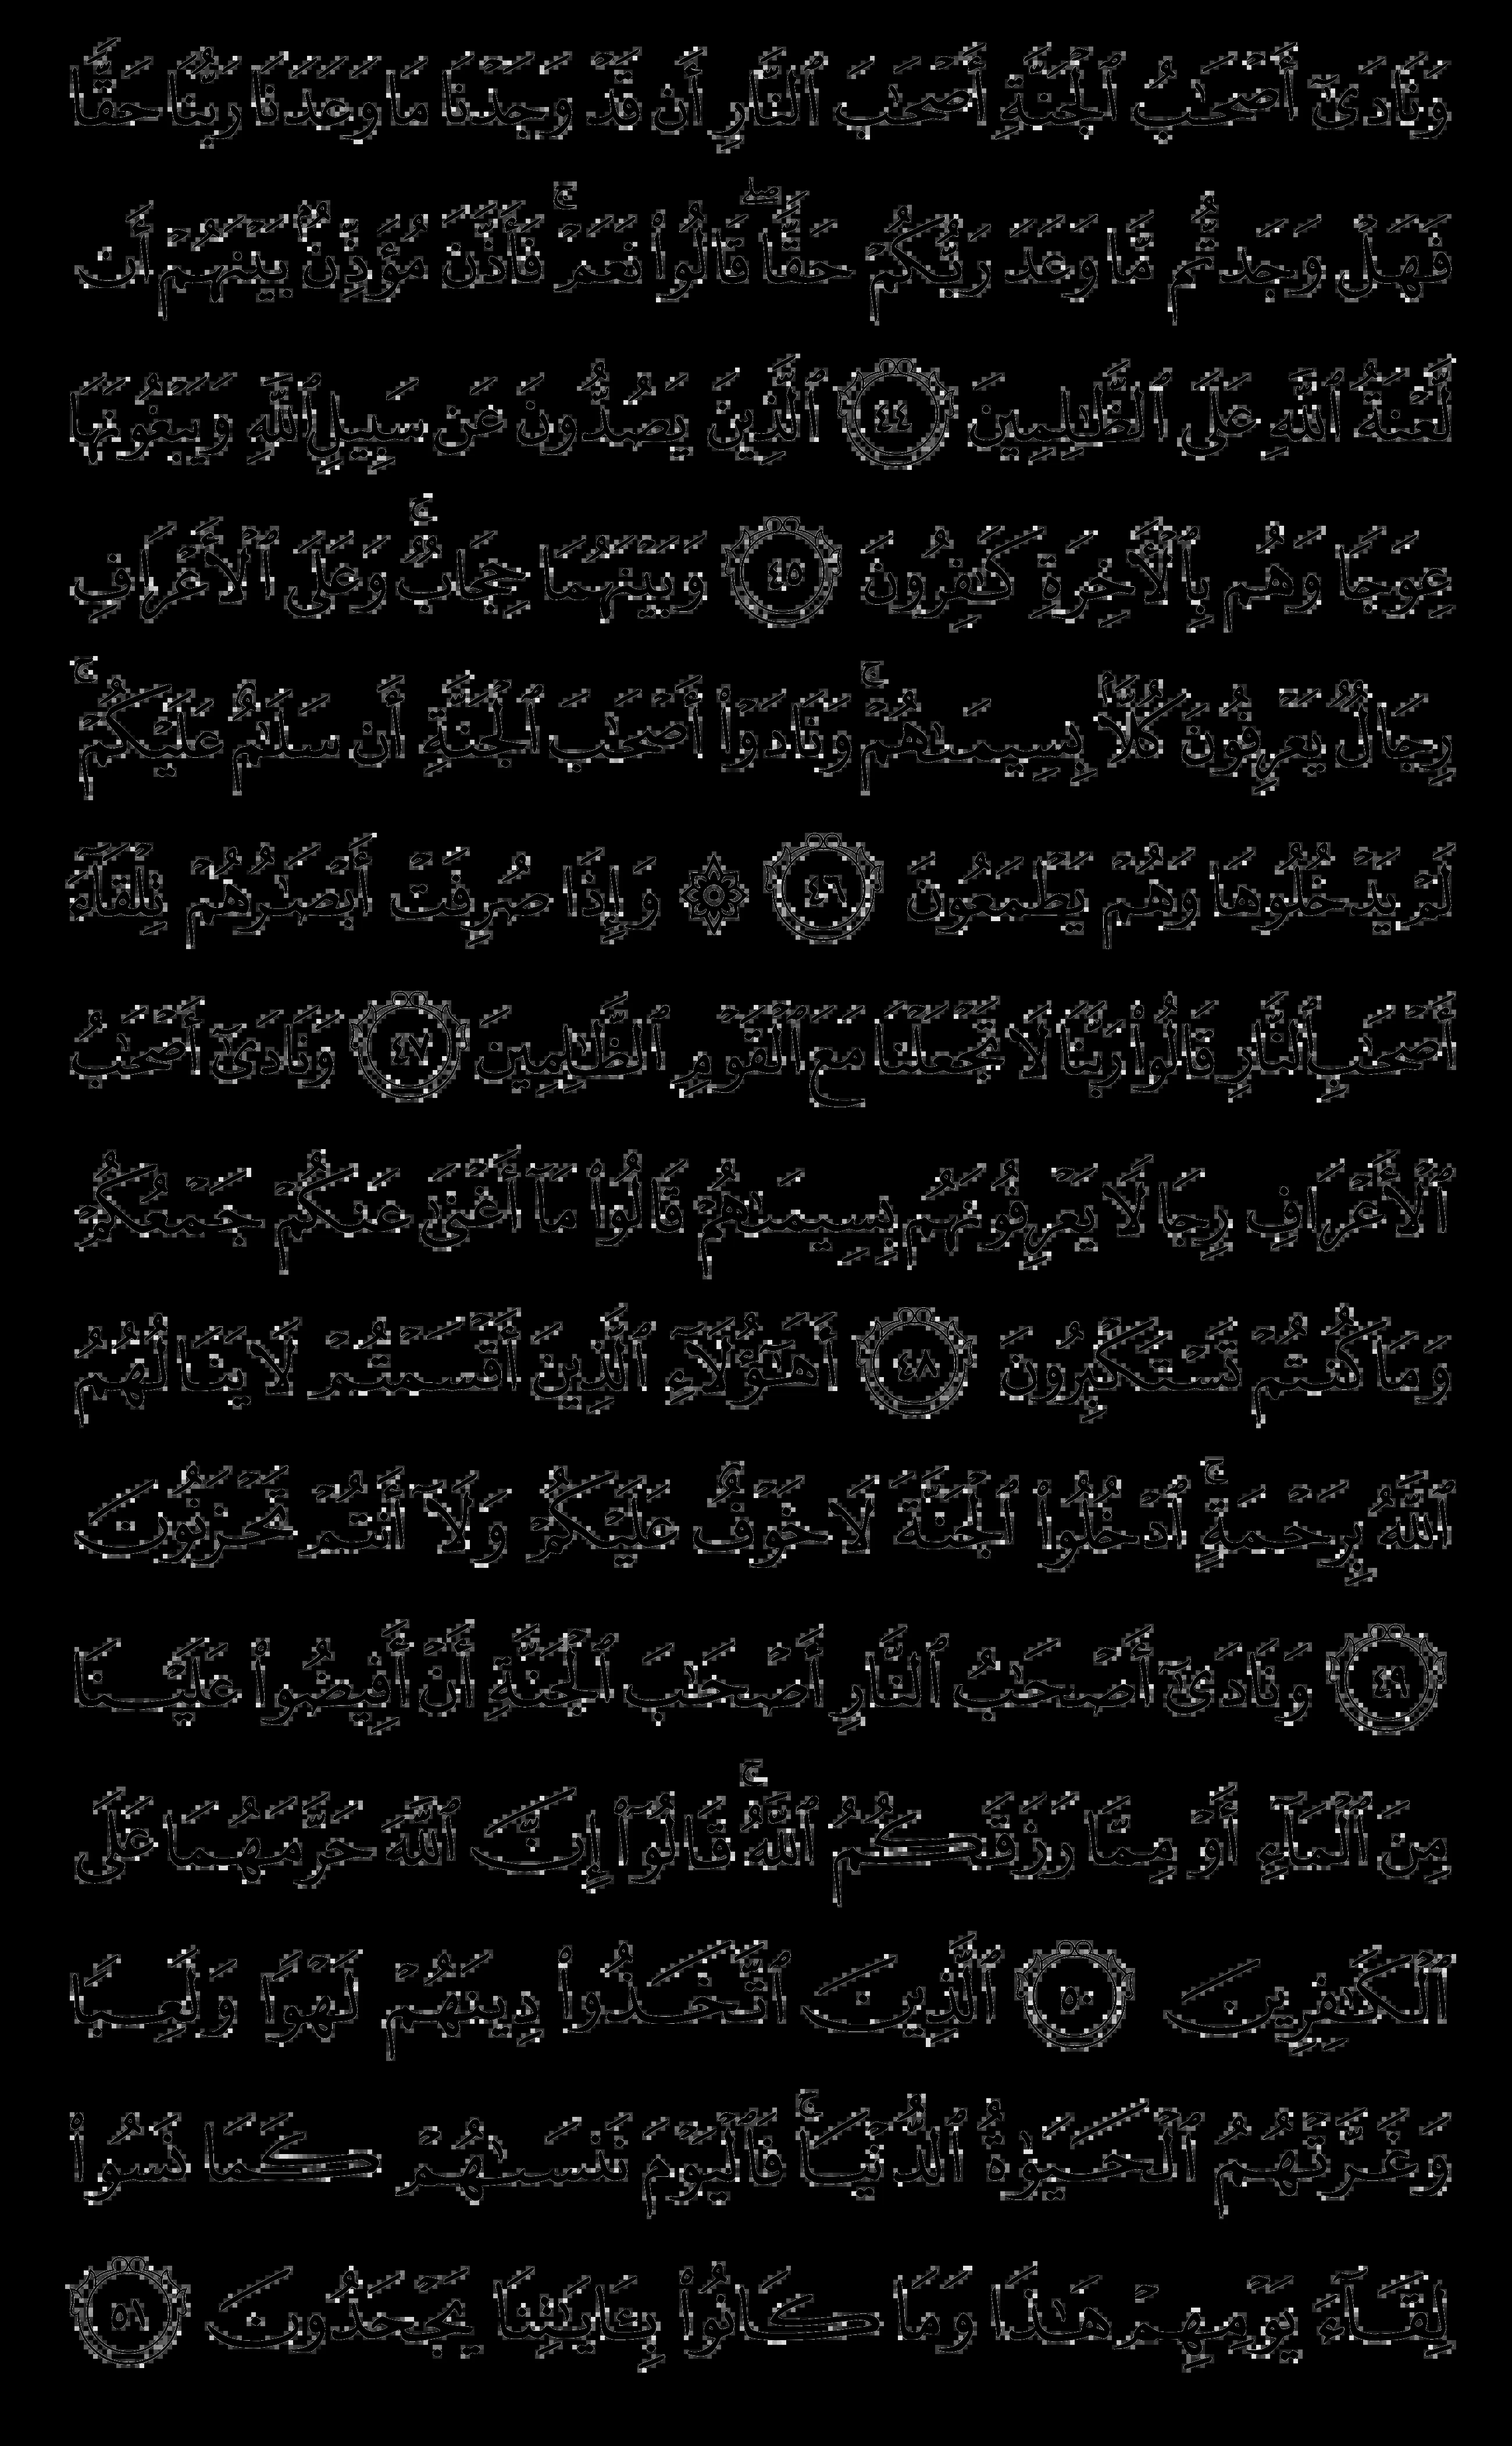 وَنَادَىٰٓ أَصْحَٰبُ ٱلْجَنَّةِ أَصْحَٰبَ ٱلنَّارِ أَن قَدْ وَجَدْنَا مَا وَعَدَنَا رَبُّنَا حَقًّا
فَهَلْ وَجَدتُّم مَّا وَعَدَ رَبُّكُمْ حَقًّا ۖ قَالُوا۟ نَعَمْ ۚ فَأَذَّنَ مُؤَذِّنٌۢ بَيْنَهُمْ أَن
لَّعْنَةُ ٱللَّهِ عَلَى ٱلظَّٰلِمِينَ ٤٤ ٱلَّذِينَ يَصُدُّونَ عَن سَبِيلِ ٱللَّهِ وَيَبْغُونَهَا
عِوَجًا وَهُم بِٱلْءَاخِرَةِ كَٰفِرُونَ ٤٥ وَبَيْنَهُمَا حِجَابٌ ۚ وَعَلَى ٱلْأَعْرَافِ
رِجَالٌ يَعْرِفُونَ كُلًّۢا بِسِيمَىٰهُمْ ۚ وَنَادَوْا۟ أَصْحَٰبَ ٱلْجَنَّةِ أَن سَلَٰمٌ عَلَيْكُمْ ۚ
لَمْ يَدْخُلُوهَا وَهُمْ يَطْمَعُونَ ٤٦ ۞ وَإِذَا صُرِفَتْ أَبْصَٰرُهُمْ تِلْقَآءَ
أَصْحَٰبِ ٱلنَّارِ قَالُوا۟ رَبَّنَا لَا تَجْعَلْنَا مَعَ ٱلْقَوْمِ ٱلظَّٰلِمِينَ ٤٧ وَنَادَىٰٓ أَصْحَٰبُ
ٱلْأَعْرَافِ رِجَالًا يَعْرِفُونَهُم بِسِيمَىٰهُمْ قَالُوا۟ مَآ أَغْنَىٰ عَنكُمْ جَمْعُكُمْ
وَمَا كُنتُمْ تَسْتَكْبِرُونَ ٤٨ أَهَٰٓؤُلَآءِ ٱلَّذِينَ أَقْسَمْتُمْ لَا يَنَالُهُمُ
ٱللَّهُ بِرَحْمَةٍ ۚ ٱدْخُلُوا۟ ٱلْجَنَّةَ لَا خَوْفٌ عَلَيْكُمْ وَلَآ أَنتُمْ تَحْزَنُونَ
٤٩ وَنَادَىٰٓ أَصْحَٰبُ ٱلنَّارِ أَصْحَٰبَ ٱلْجَنَّةِ أَنْ أَفِيضُوا۟ عَلَيْنَا
مِنَ ٱلْمَآءِ أَوْ مِمَّا رَزَقَكُمُ ٱللَّهُ ۚ قَالُوٓا۟ إِنَّ ٱللَّهَ حَرَّمَهُمَا عَلَى
ٱلْكَٰفِرِينَ ٥٠ ٱلَّذِينَ ٱتَّخَذُوا۟ دِينَهُمْ لَهْوًا وَلَعِبًا
وَغَرَّتْهُمُ ٱلْحَيَوٰةُ ٱلدُّنْيَا ۚ فَٱلْيَوْمَ نَنسَىٰهُمْ كَمَا نَسُوا۟
لِقَآءَ يَوْمِهِمْ هَٰذَا وَمَا كَانُوا۟ بِـَٔايَٰتِنَا يَجْحَدُونَ ٥١